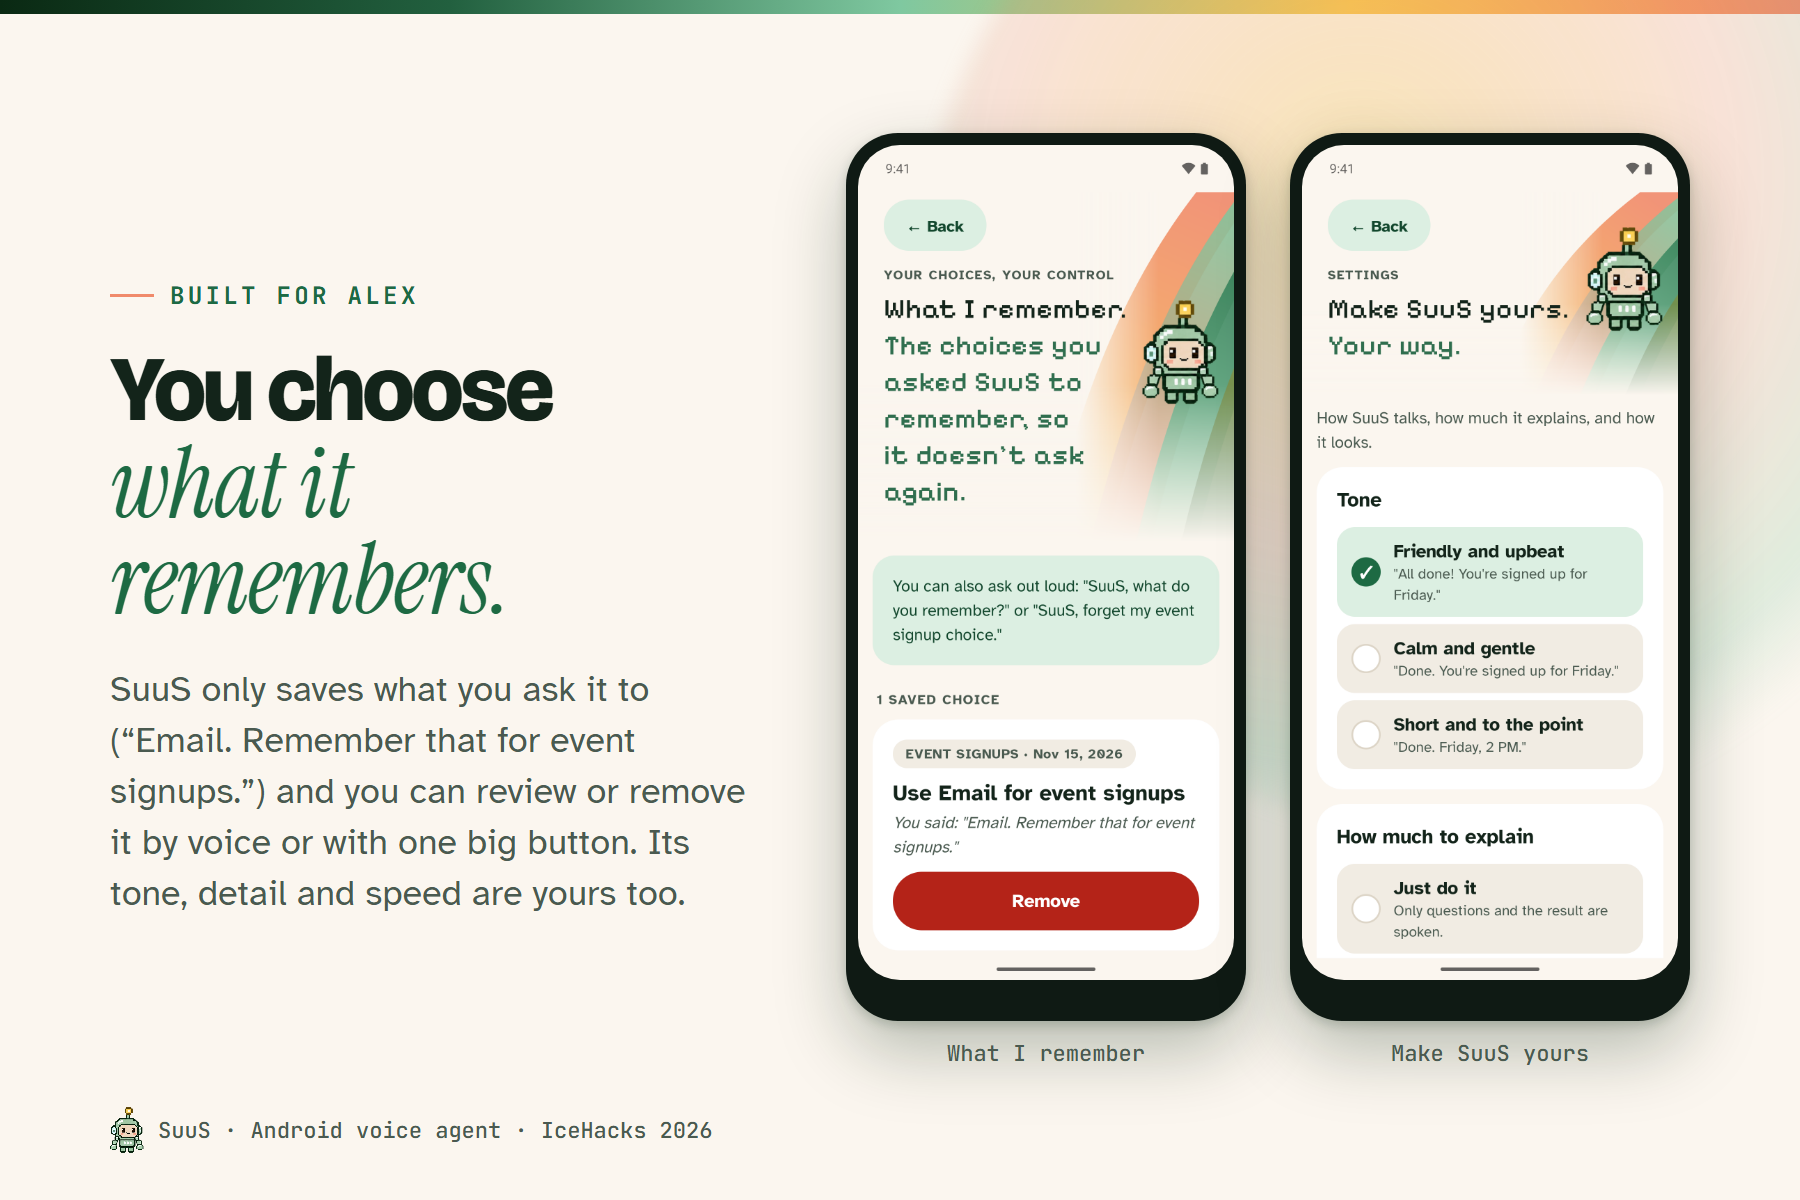 BUILT FOR ALEX
You choose
what it
remembers.
SuuS only saves what you ask it to
(“Email. Remember that for event
signups.”) and you can review or remove
it by voice or with one big button. Its
tone, detail and speed are yours too.
9:41
← Back
YOUR CHOICES, YOUR CONTROL
What I remember.
The choices you
asked SuuS to
remember, so
it doesn't ask
again.
You can also ask out loud: "SuuS, what do
you remember?" or "SuuS, forget my event
signup choice."
1 SAVED CHOICE
EVENT SIGNUPS · Nov 15, 2026
Use Email for event signups
You said: "Email. Remember that for event
signups."
Remove
What I remember
9:41
← Back
SETTINGS
Make SuuS yours.
Your way.
How SuuS talks, how much it explains, and how
it looks.
Tone
Friendly and upbeat
"All done! You're signed up for
Friday."
Calm and gentle
"Done. You're signed up for Friday."
Short and to the point
"Done. Friday, 2 PM."
How much to explain
Just do it
Only questions and the result are
spoken.
Make SuuS yours
SuuS · Android voice agent · IceHacks 2026